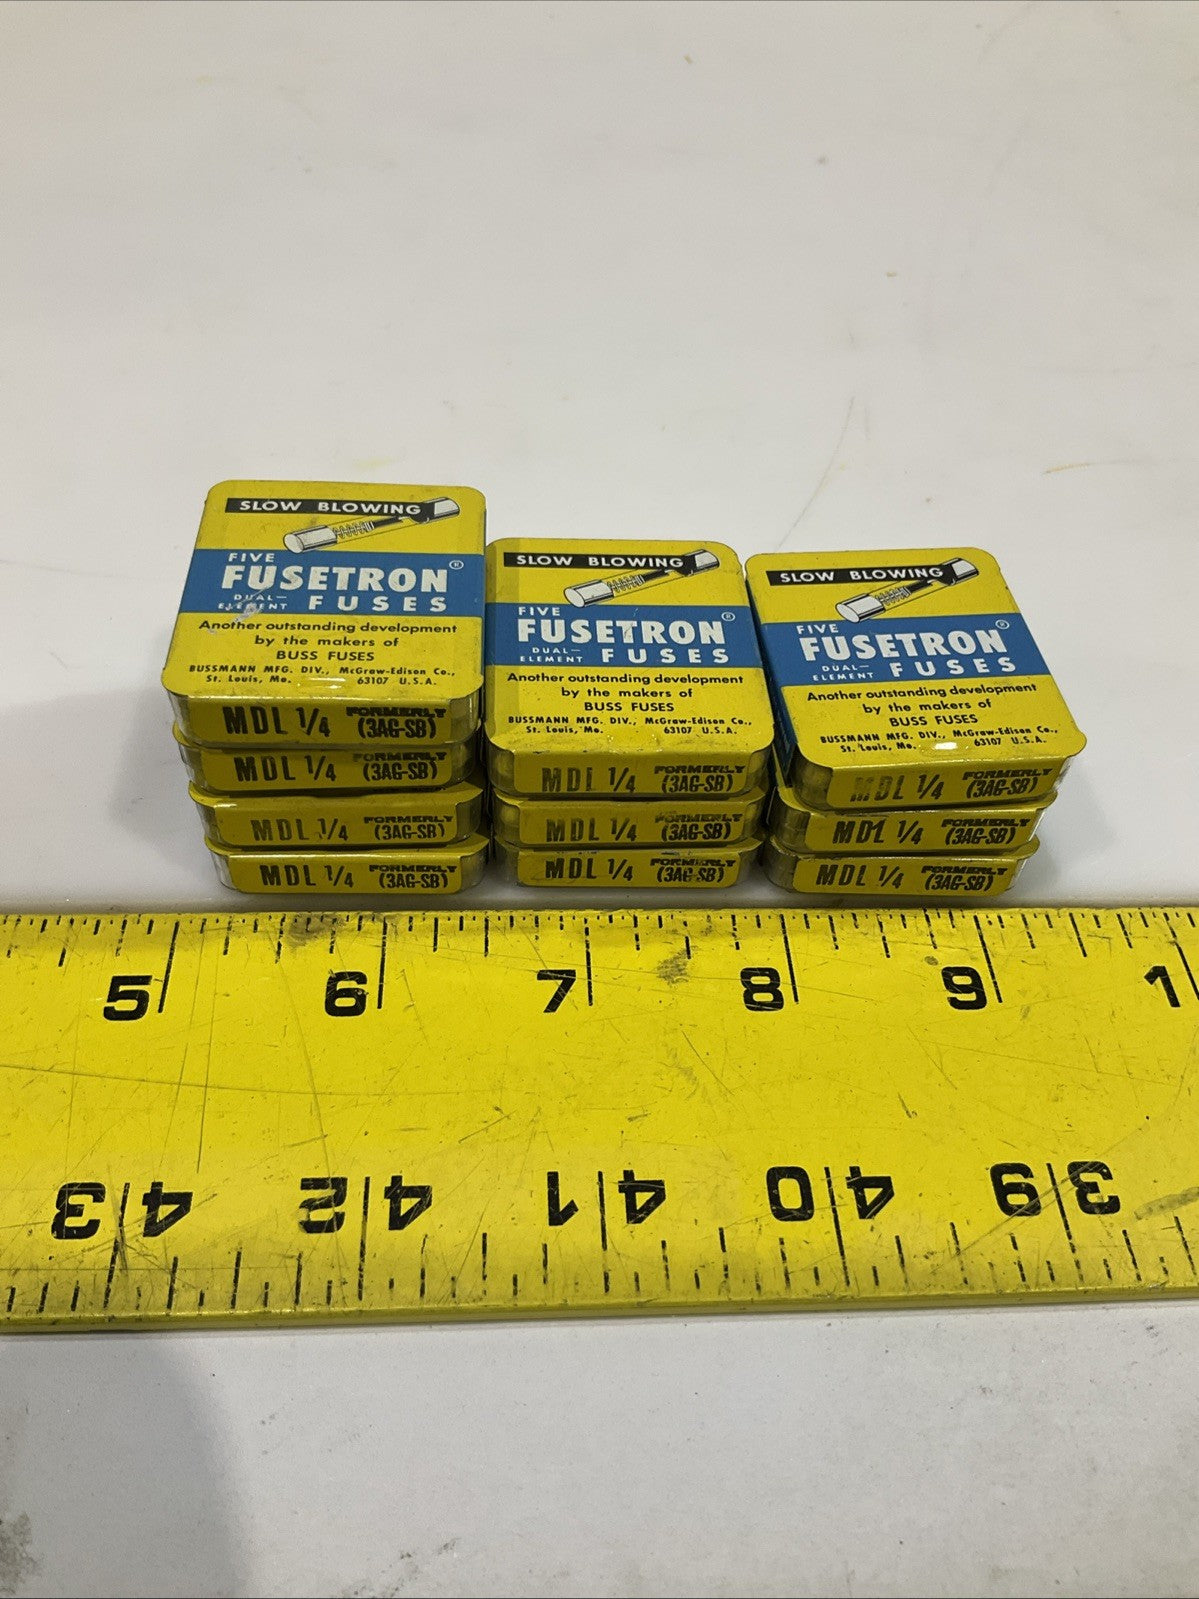 SLOW BLOWING
FIVE
FUSETRON®
DUAL-ELEMENT FUSES
Another outstanding development
by the makers of
BUSS FUSES
BUSSMANN MFG. DIV., McGraw-Edison Co.,
St. Louis, Mo. 63107 U.S.A.
MDL 1/4 FORMERLY (3AG-SB)
MDL 1/4 FORMERLY (3AG-SB)
MDL 1/4 FORMERLY (3AG-SB)
MDL 1/4 FORMERLY (3AG-SB)
SLOW BLOWING
FIVE
FUSETRON®
DUAL-ELEMENT FUSES
Another outstanding development
by the makers of
BUSS FUSES
BUSSMANN MFG. DIV., McGraw-Edison Co.,
St. Louis, Mo. 63107 U.S.A.
MDL 1/4 FORMERLY (3AG-SB)
MDL 1/4 FORMERLY (3AG-SB)
MDL 1/4 FORMERLY (3AG-SB)
SLOW BLOWING
FIVE
FUSETRON®
DUAL-ELEMENT FUSES
Another outstanding development
by the makers of
BUSS FUSES
BUSSMANN MFG. DIV., McGraw-Edison Co.,
St. Louis, Mo. 63107 U.S.A.
MDL 1/4 FORMERLY (3AG-SB)
MDL 1/4 FORMERLY (3AG-SB)
MDL 1/4 FORMERLY (3AG-SB)
5 6 7 8 9 1
43 42 41 40 39